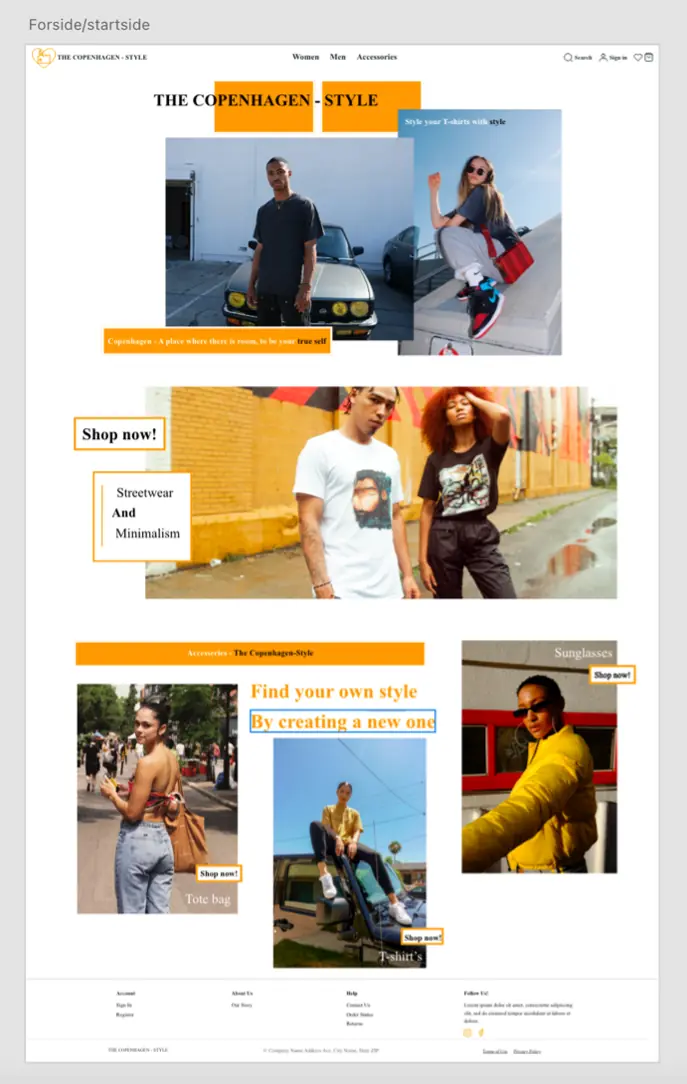 Forside/startside
THE COPENHAGEN - STYLE
Women Men Accessories
Search Sign in
THE COPENHAGEN - STYLE
Style your T-shirts with style
Copenhagen - A place where there is room, to be your true self
Shop now!
Streetwear
And
Minimalism
Accessories - The Copenhagen-Style
Sunglasses
Shop now!
Find your own style
By creating a new one
Shop now!
Tote bag
Shop now!
T-shirt's
Account
Sign In
Register
About Us
Our Story
Help
Contact Us
Order Status
Returns
Follow Us!
Lorem ipsum dolor sit amet, consectetur adipiscing
elit, sed do eiusmod tempor incididunt ut labore et
dolore.
THE COPENHAGEN - STYLE
© Company Name Address Ave, City Name, State ZIP
Terms of Use Privacy Policy